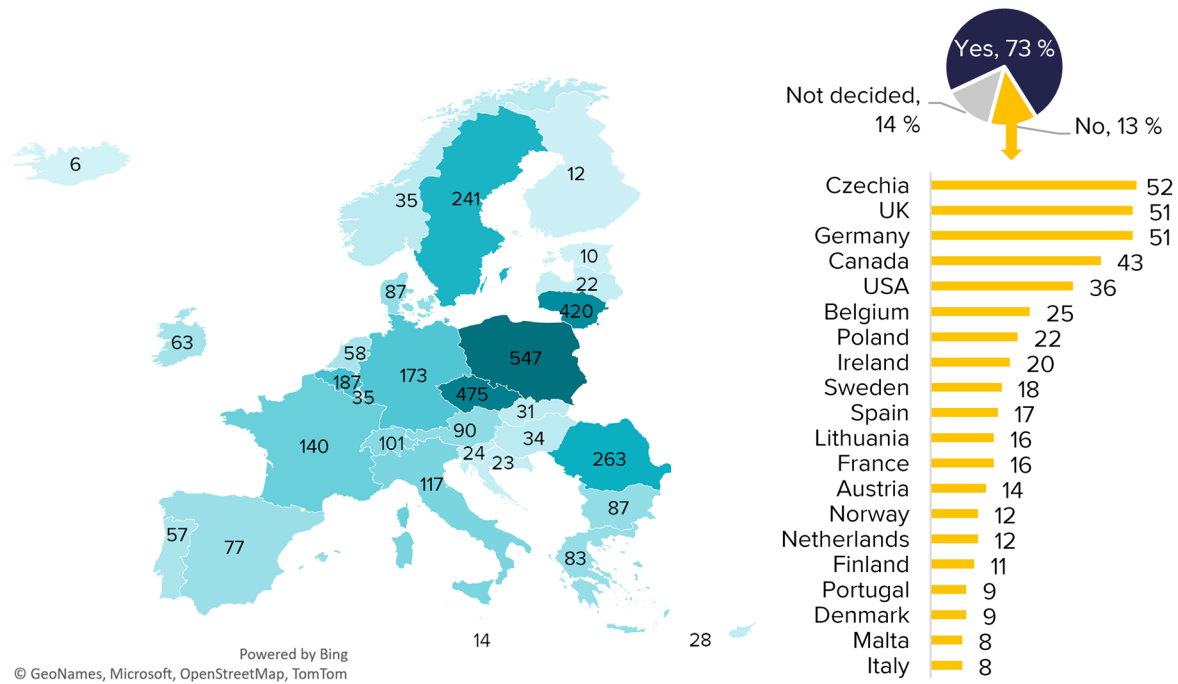 6
35
241
12
10
22
420
87
63
58
187
35
173
547
475
31
34
90
101
24
23
140
117
263
87
83
57
77
14
28
Powered by Bing
© GeoNames, Microsoft, OpenStreetMap, TomTom
Yes, 73 %
Not decided,
14 %
No, 13 %
Czechia 52
UK 51
Germany 51
Canada 43
USA 36
Belgium 25
Poland 22
Ireland 20
Sweden 18
Spain 17
Lithuania 16
France 16
Austria 14
Norway 12
Netherlands 12
Finland 11
Portugal 9
Denmark 9
Malta 8
Italy 8